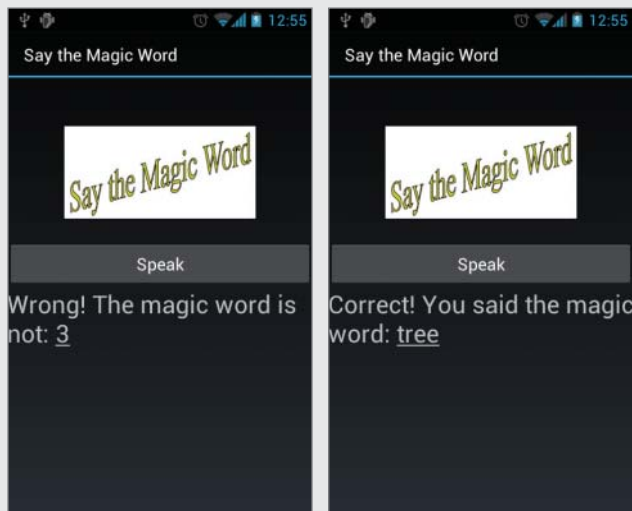 12:55
Say the Magic Word
Say the Magic Word
Speak
Wrong! The magic word is
not: 3
12:55
Say the Magic Word
Say the Magic Word
Speak
Correct! You said the magic
word: tree